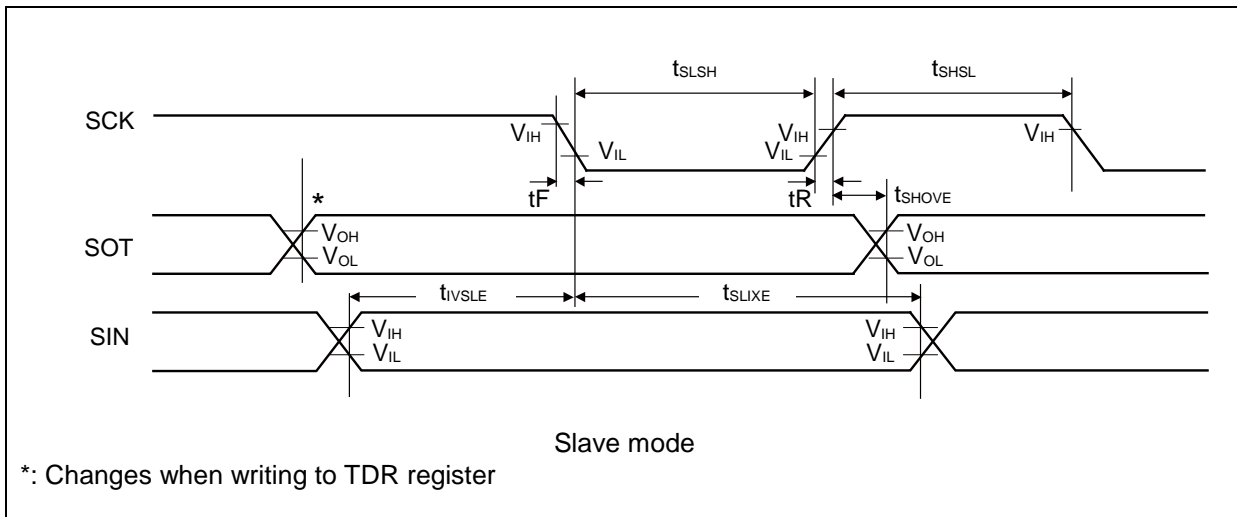 tSLSH
tSHSL
SCK
VIH
VIL
VIH
VIL
VIH
tF
tR
tSHOVE
*
SOT
VOH
VOL
VOH
VOL
tIVSLE
tSLIXE
SIN
VIH
VIL
VIH
VIL
Slave mode
*: Changes when writing to TDR register